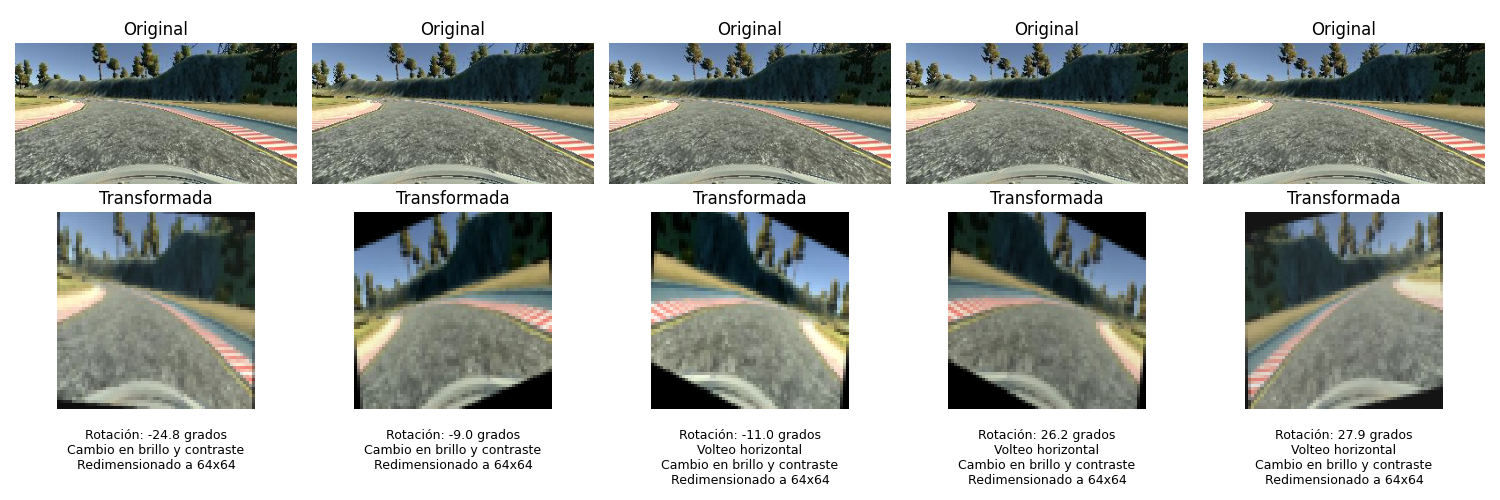 Original
Original
Original
Original
Original
Transformada
Transformada
Transformada
Transformada
Transformada
Rotación: -24.8 grados
Cambio en brillo y contraste
Redimensionado a 64x64
Rotación: -9.0 grados
Cambio en brillo y contraste
Redimensionado a 64x64
Rotación: -11.0 grados
Volteo horizontal
Cambio en brillo y contraste
Redimensionado a 64x64
Rotación: 26.2 grados
Volteo horizontal
Cambio en brillo y contraste
Redimensionado a 64x64
Rotación: 27.9 grados
Volteo horizontal
Cambio en brillo y contraste
Redimensionado a 64x64